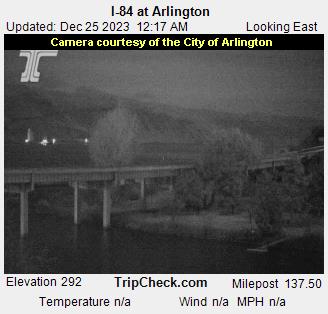 I-84 at Arlington
Updated: Dec 25 2023 12:17 AM Looking East
Camera courtesy of the City of Arlington
Elevation 292 TripCheck.com Milepost 137.50
Temperature n/a Wind n/a MPH n/a